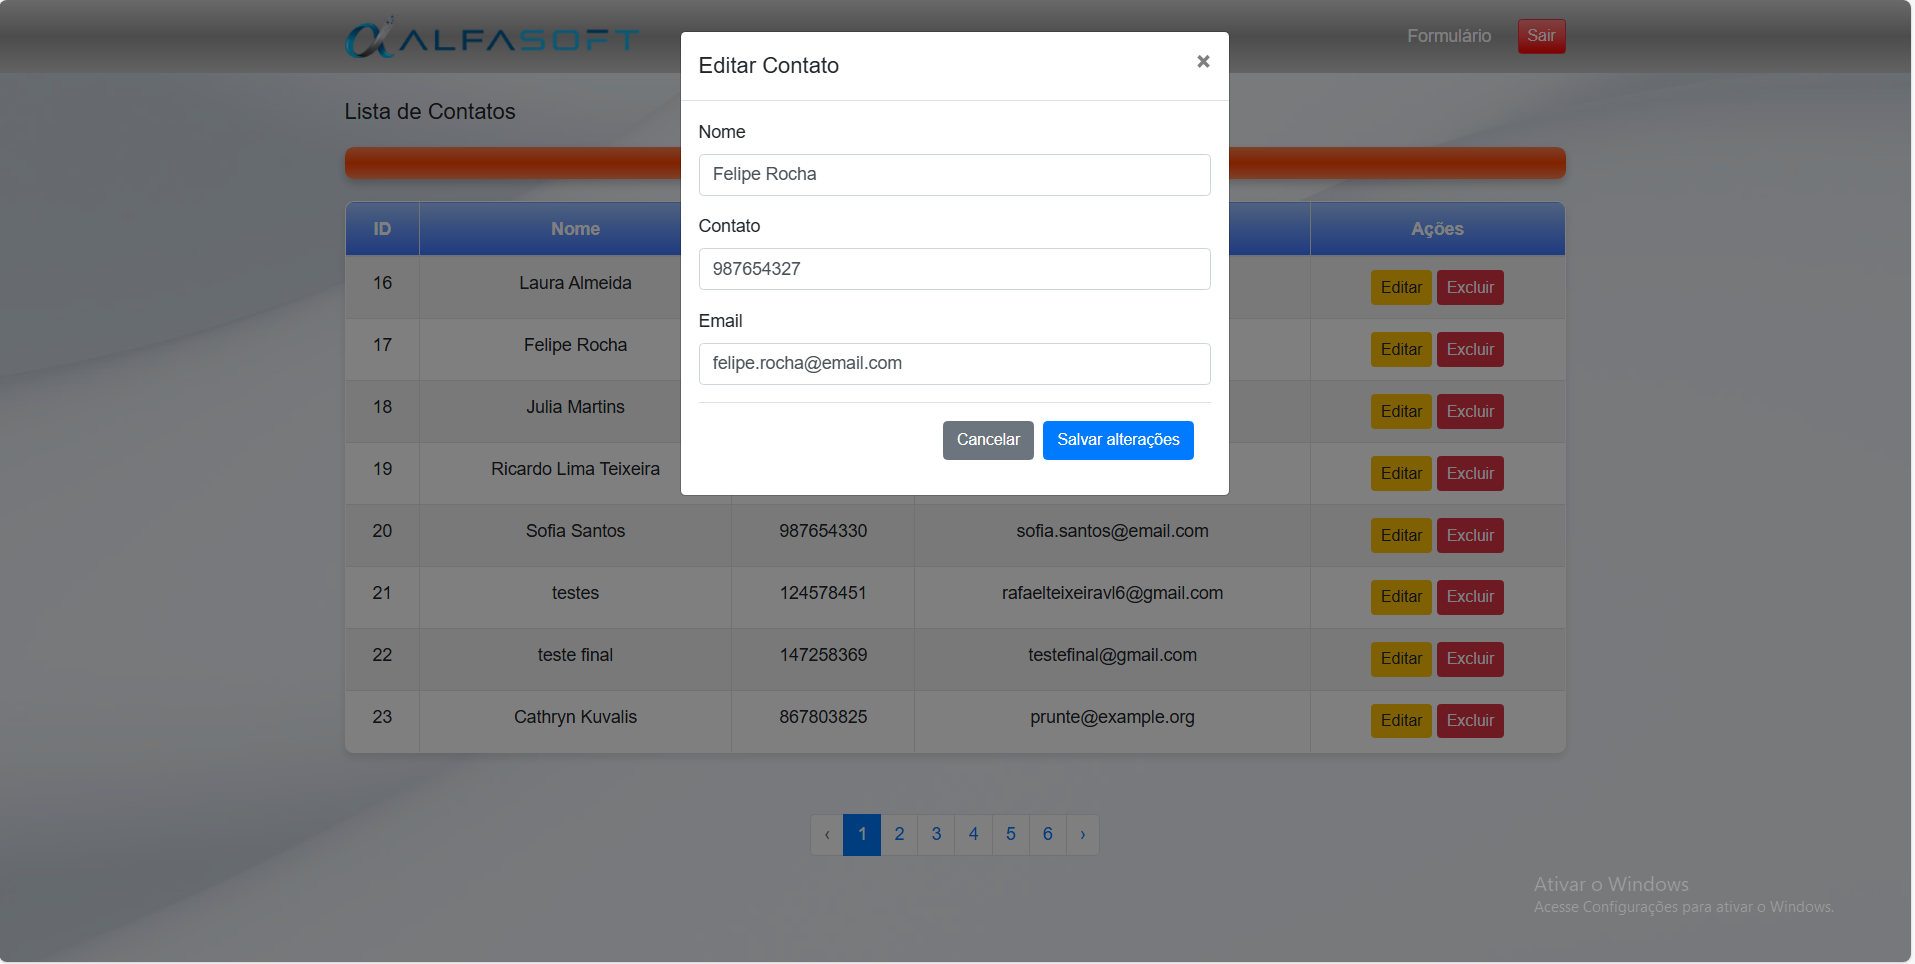 ALFASOFT
Formulário
Sair
Editar Contato
×
Nome
Felipe Rocha
Contato
987654327
Email
felipe.rocha@email.com
Cancelar
Salvar alterações
Lista de Contatos
ID Nome Ações
16 Laura Almeida Editar Excluir
17 Felipe Rocha Editar Excluir
18 Julia Martins Editar Excluir
19 Ricardo Lima Teixeira Editar Excluir
20 Sofia Santos 987654330 sofia.santos@email.com Editar Excluir
21 testes 124578451 rafaelteixeiravl6@gmail.com Editar Excluir
22 teste final 147258369 testefinal@gmail.com Editar Excluir
23 Cathryn Kuvalis 867803825 prunte@example.org Editar Excluir
‹ 1 2 3 4 5 6 ›
Ativar o Windows
Acesse Configurações para ativar o Windows.